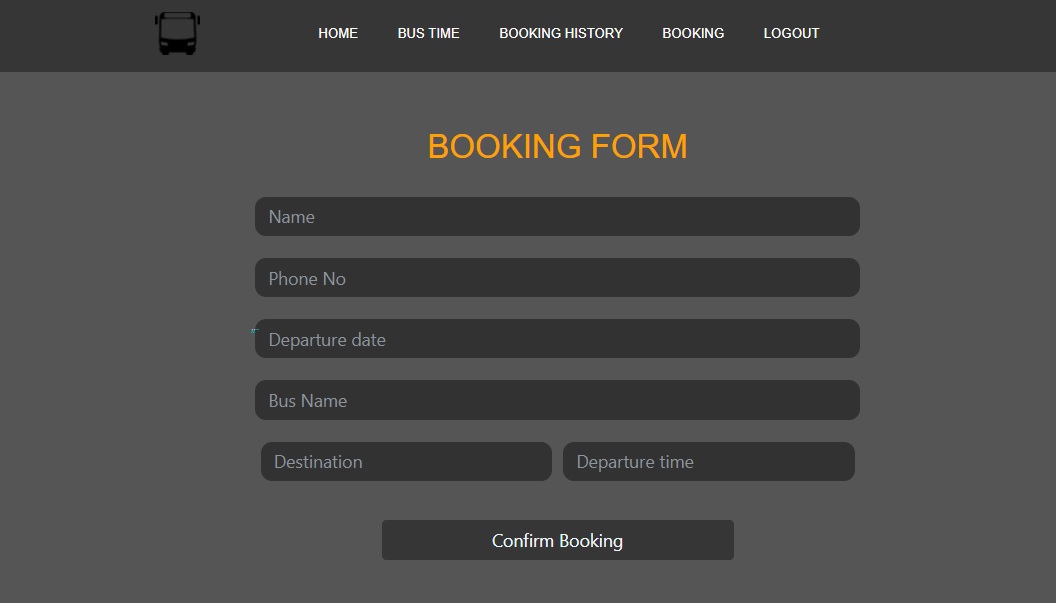 HOME BUS TIME BOOKING HISTORY BOOKING LOGOUT
BOOKING FORM
Name
Phone No
Departure date
Bus Name
Destination Departure time
Confirm Booking